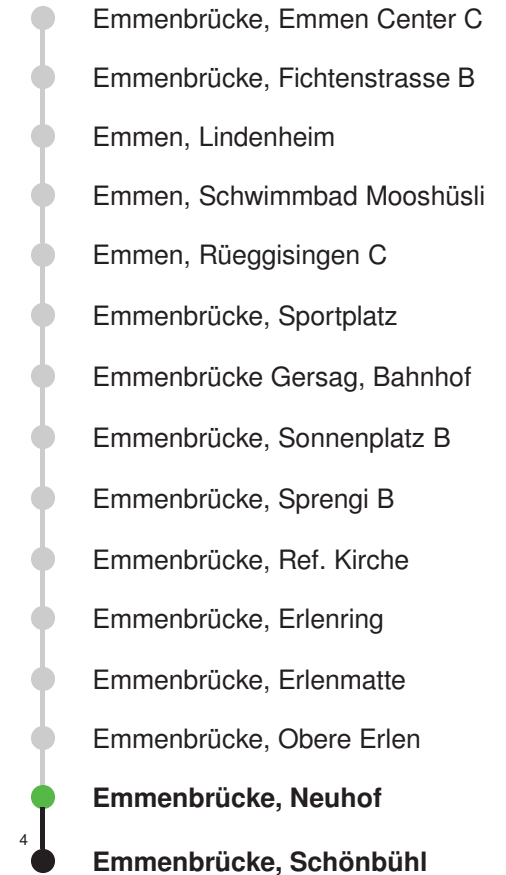 Emmenbrücke, Emmen Center C
Emmenbrücke, Fichtenstrasse B
Emmen, Lindenheim
Emmen, Schwimmbad Mooshüsli
Emmen, Rüeggisingen C
Emmenbrücke, Sportplatz
Emmenbrücke Gersag, Bahnhof
Emmenbrücke, Sonnenplatz B
Emmenbrücke, Sprengi B
Emmenbrücke, Ref. Kirche
Emmenbrücke, Erlenring
Emmenbrücke, Erlenmatte
Emmenbrücke, Obere Erlen
Emmenbrücke, Neuhof
4
Emmenbrücke, Schönbühl